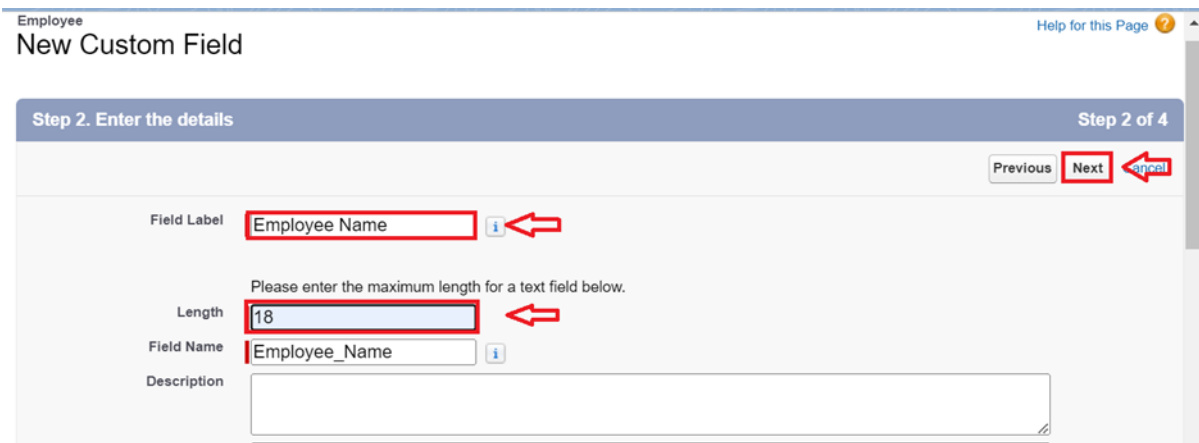 Employee
New Custom Field
Help for this Page ?
Step 2. Enter the details Step 2 of 4
Previous Next Cancel
Field Label Employee Name i
Please enter the maximum length for a text field below.
Length 18
Field Name Employee_Name i
Description